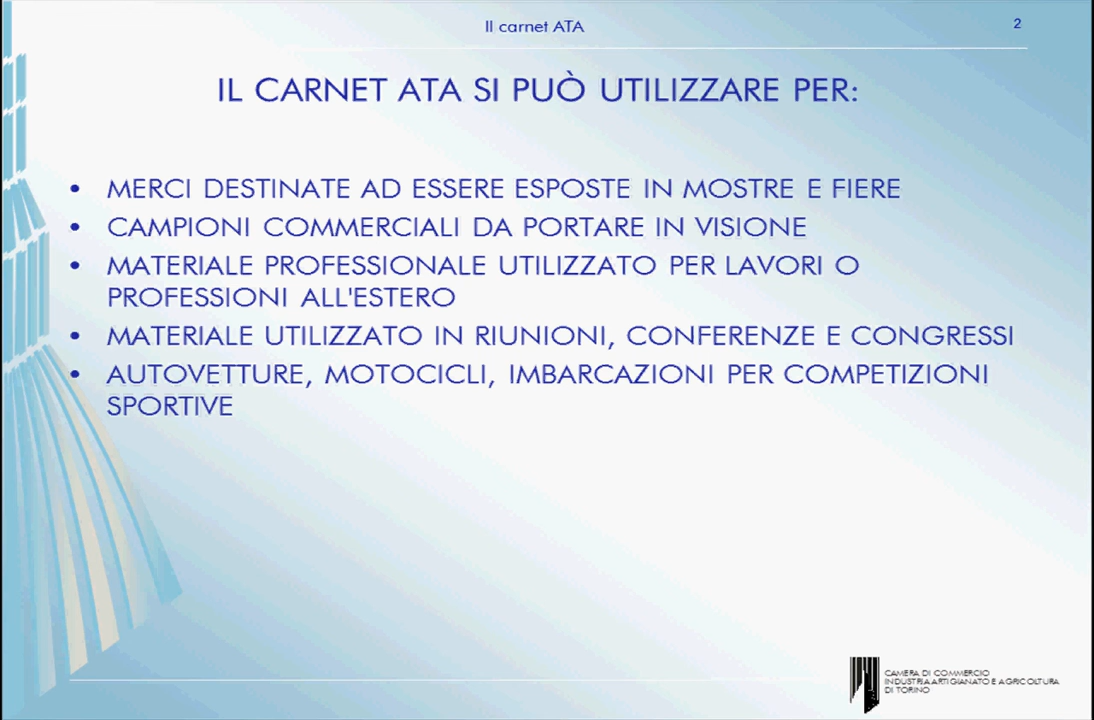 Il carnet ATA
2
IL CARNET ATA SI PUÒ UTILIZZARE PER:
• MERCI DESTINATE AD ESSERE ESPOSTE IN MOSTRE E FIERE
• CAMPIONI COMMERCIALI DA PORTARE IN VISIONE
• MATERIALE PROFESSIONALE UTILIZZATO PER LAVORI O
PROFESSIONI ALL'ESTERO
• MATERIALE UTILIZZATO IN RIUNIONI, CONFERENZE E CONGRESSI
• AUTOVETTURE, MOTOCICLI, IMBARCAZIONI PER COMPETIZIONI
SPORTIVE
CAMERA DI COMMERCIO
INDUSTRIA ARTIGIANATO E AGRICOLTURA
DI TORINO